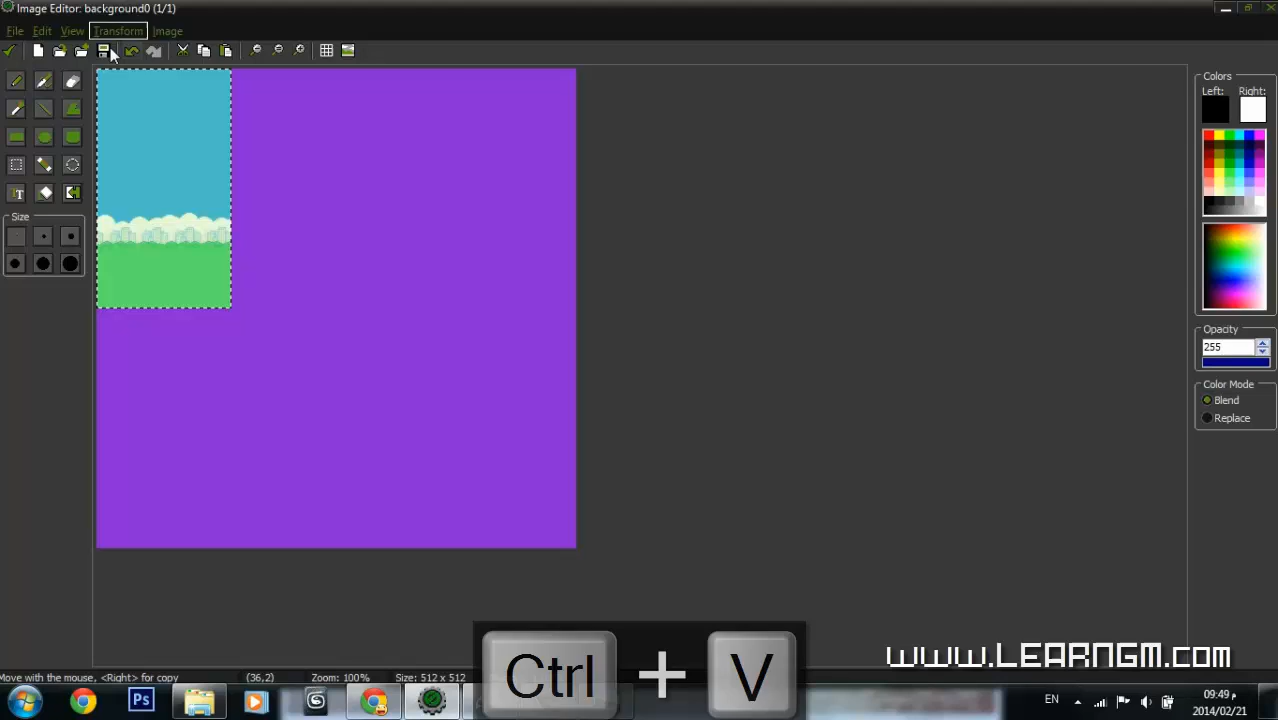 Image Editor: background0 (1/1)
File Edit View Transform Image
Colors
Left: Right:
TT
Size
Opacity
255
Color Mode
Blend
Replace
Ctrl + V
www.LEARNGM.com
Move with the mouse, <Right> for copy (36,2) Zoom: 100% Size: 512 x 512
Ps
EN
09:49 م
2014/02/21